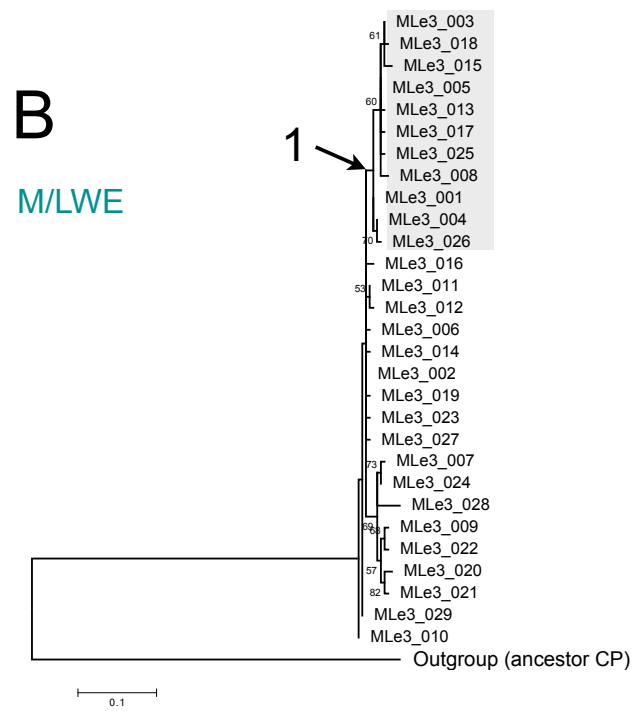 B
M/LWE
1
61
MLe3_003
MLe3_018
MLe3_015
MLe3_005
60
MLe3_013
MLe3_017
MLe3_025
MLe3_008
MLe3_001
MLe3_004
70
MLe3_026
MLe3_016
53
MLe3_011
MLe3_012
MLe3_006
MLe3_014
MLe3_002
MLe3_019
MLe3_023
MLe3_027
73
MLe3_007
MLe3_024
MLe3_028
69
68
MLe3_009
MLe3_022
57
MLe3_020
82
MLe3_021
MLe3_029
MLe3_010
Outgroup (ancestor CP)
0.1